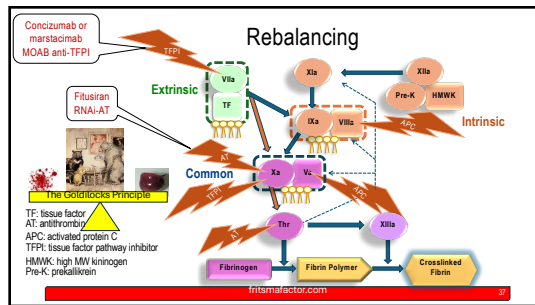 Rebalancing
Concizumab or
marstacimab
MOAB anti-TFPI
TFPI
VIIa
TF
Extrinsic
XIa
XIIa
Pre-K
HMWK
Intrinsic
IXa
VIIIa
APC
Fitusiran
RNAi-AT
AT
Common
Xa
Va
TFPI
APC
The Goldilocks Principle
TF: tissue factor
AT: antithrombin
APC: activated protein C
TFPI: tissue factor pathway inhibitor
HMWK: high MW kininogen
Pre-K: prekallikrein
AT
Thr
XIIIa
Fibrinogen
Fibrin Polymer
Crosslinked
Fibrin
fritsmafactor.com
37